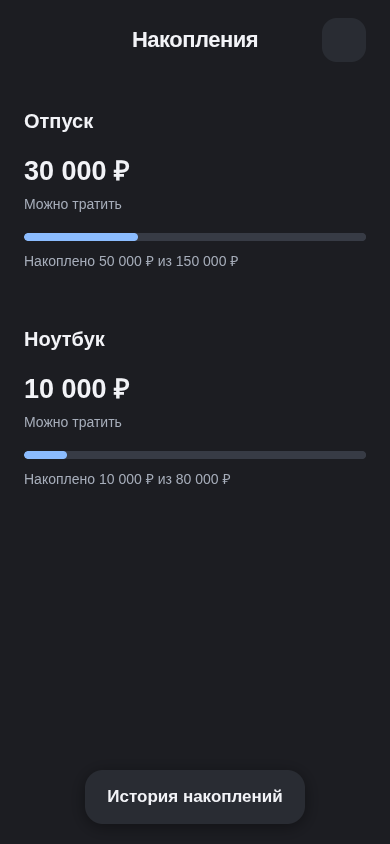 Накопления
Отпуск
30 000 ₽
Можно тратить
Накоплено 50 000 ₽ из 150 000 ₽
Ноутбук
10 000 ₽
Можно тратить
Накоплено 10 000 ₽ из 80 000 ₽
История накоплений